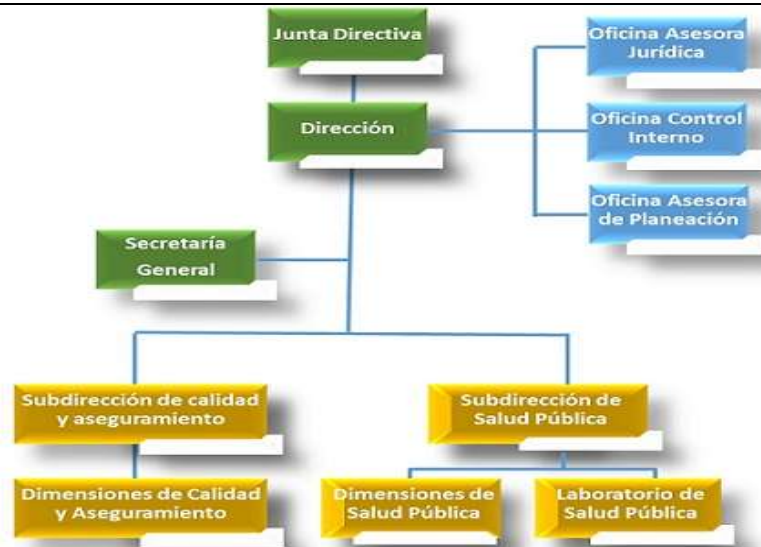 Junta Directiva
Oficina Asesora
Jurídica
Dirección
Oficina Control
Interno
Oficina Asesora
de Planeación
Secretaría
General
Subdirección de calidad
y aseguramiento
Subdirección de
Salud Pública
Dimensiones de Calidad
y Aseguramiento
Dimensiones de
Salud Pública
Laboratorio de
Salud Pública